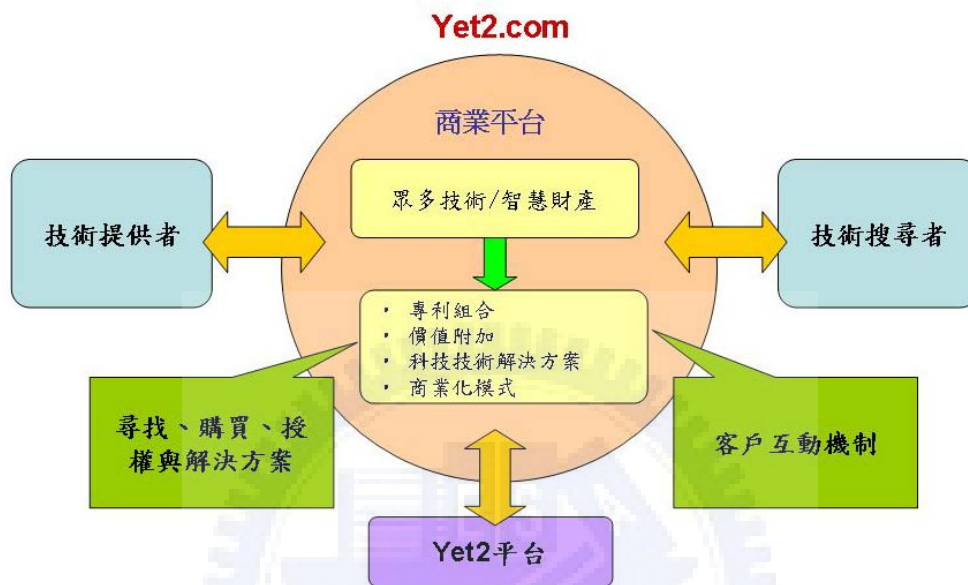 Yet2.com
商業平台
眾多技術/智慧財產
技術提供者
技術搜尋者
• 專利組合
• 價值附加
• 科技技術解決方案
• 商業化模式
尋找、購買、授
權與解決方案
客戶互動機制
Yet2平台